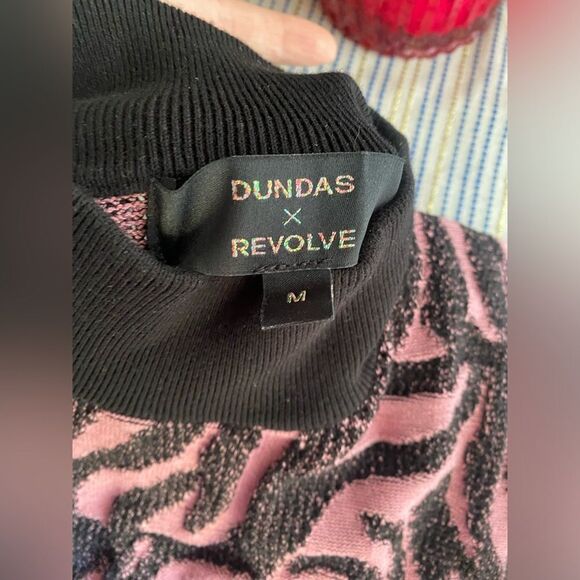 DUNDAS
×
REVOLVE
M